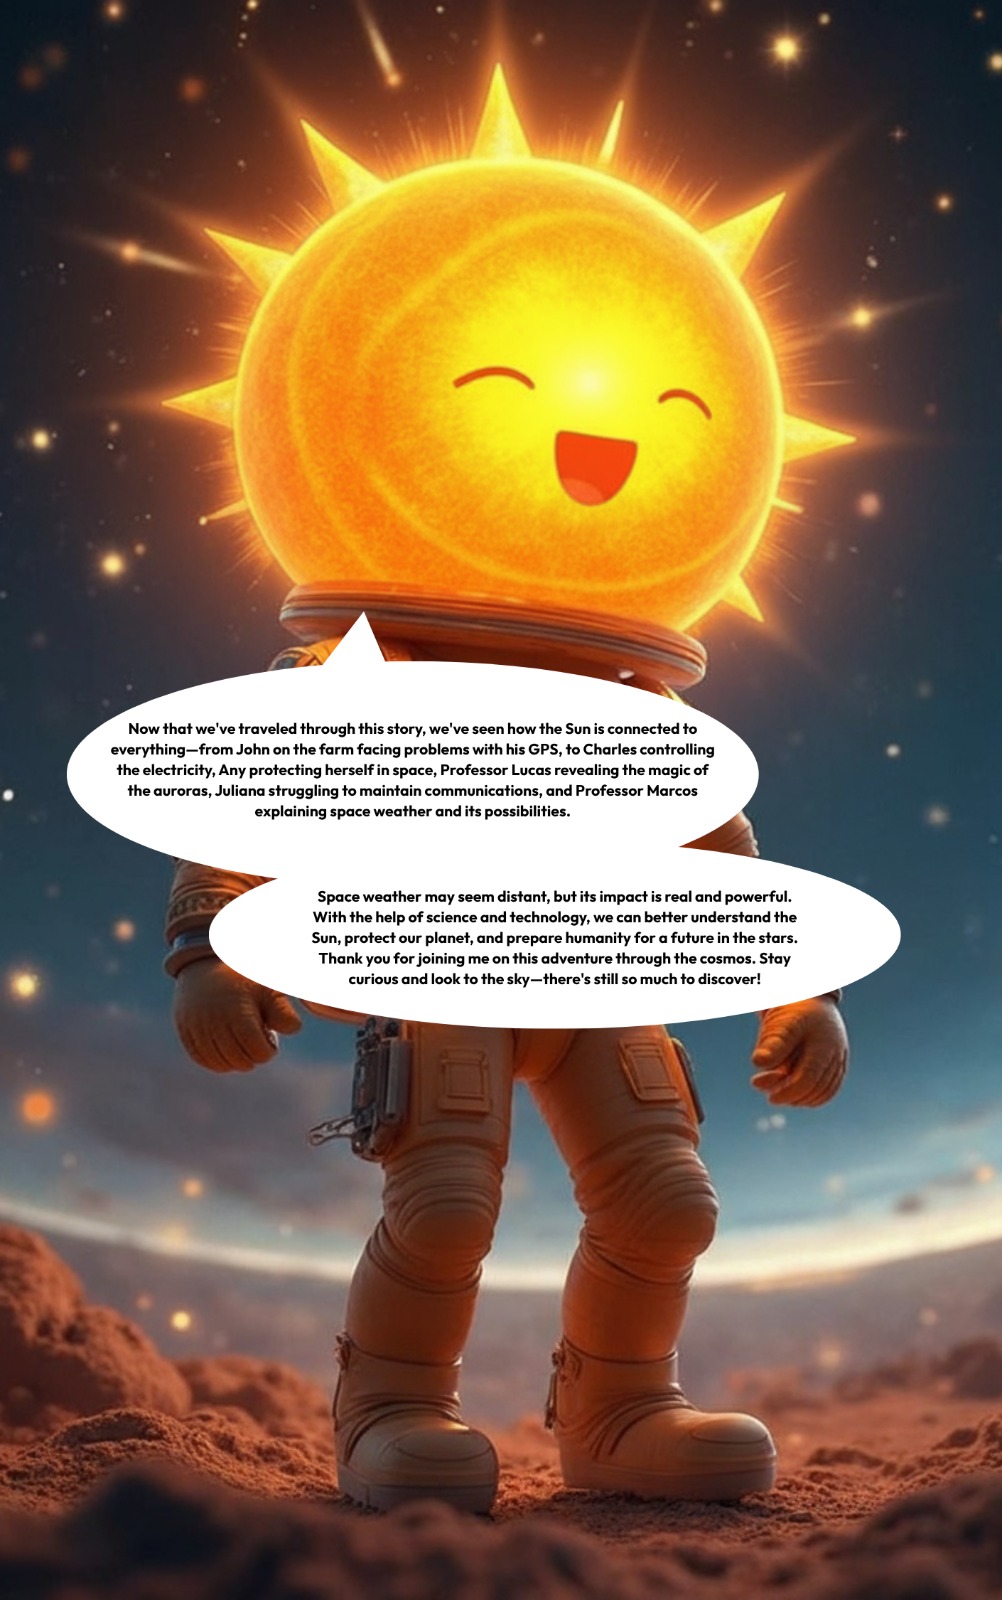 Now that we've traveled through this story, we've seen how the Sun is connected to
everything—from John on the farm facing problems with his GPS, to Charles controlling
the electricity, Any protecting herself in space, Professor Lucas revealing the magic of
the auroras, Juliana struggling to maintain communications, and Professor Marcos
explaining space weather and its possibilities.
Space weather may seem distant, but its impact is real and powerful.
With the help of science and technology, we can better understand the
Sun, protect our planet, and prepare humanity for a future in the stars.
Thank you for joining me on this adventure through the cosmos. Stay
curious and look to the sky—there's still so much to discover!